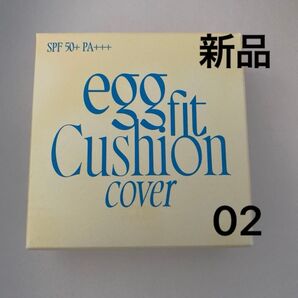 新品
SPF 50+ PA+++
egg
fit
Cushion
cover
02